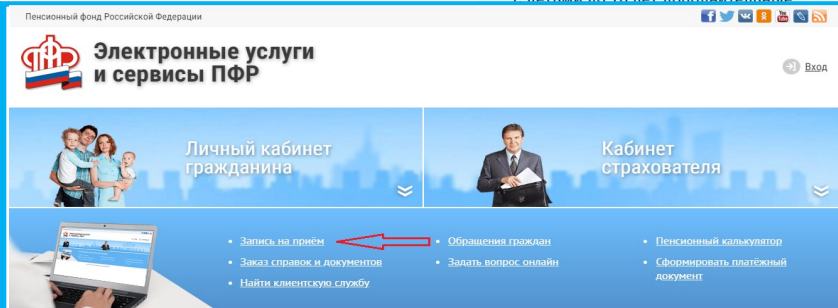 Пенсионный фонд Российской Федерации
Электронные услуги
и сервисы ПФР
Вход
Личный кабинет
гражданина
Кабинет
страхователя
Запись на приём
Обращения граждан
Пенсионный калькулятор
Заказ справок и документов
Задать вопрос онлайн
Сформировать платёжный
документ
Найти клиентскую службу